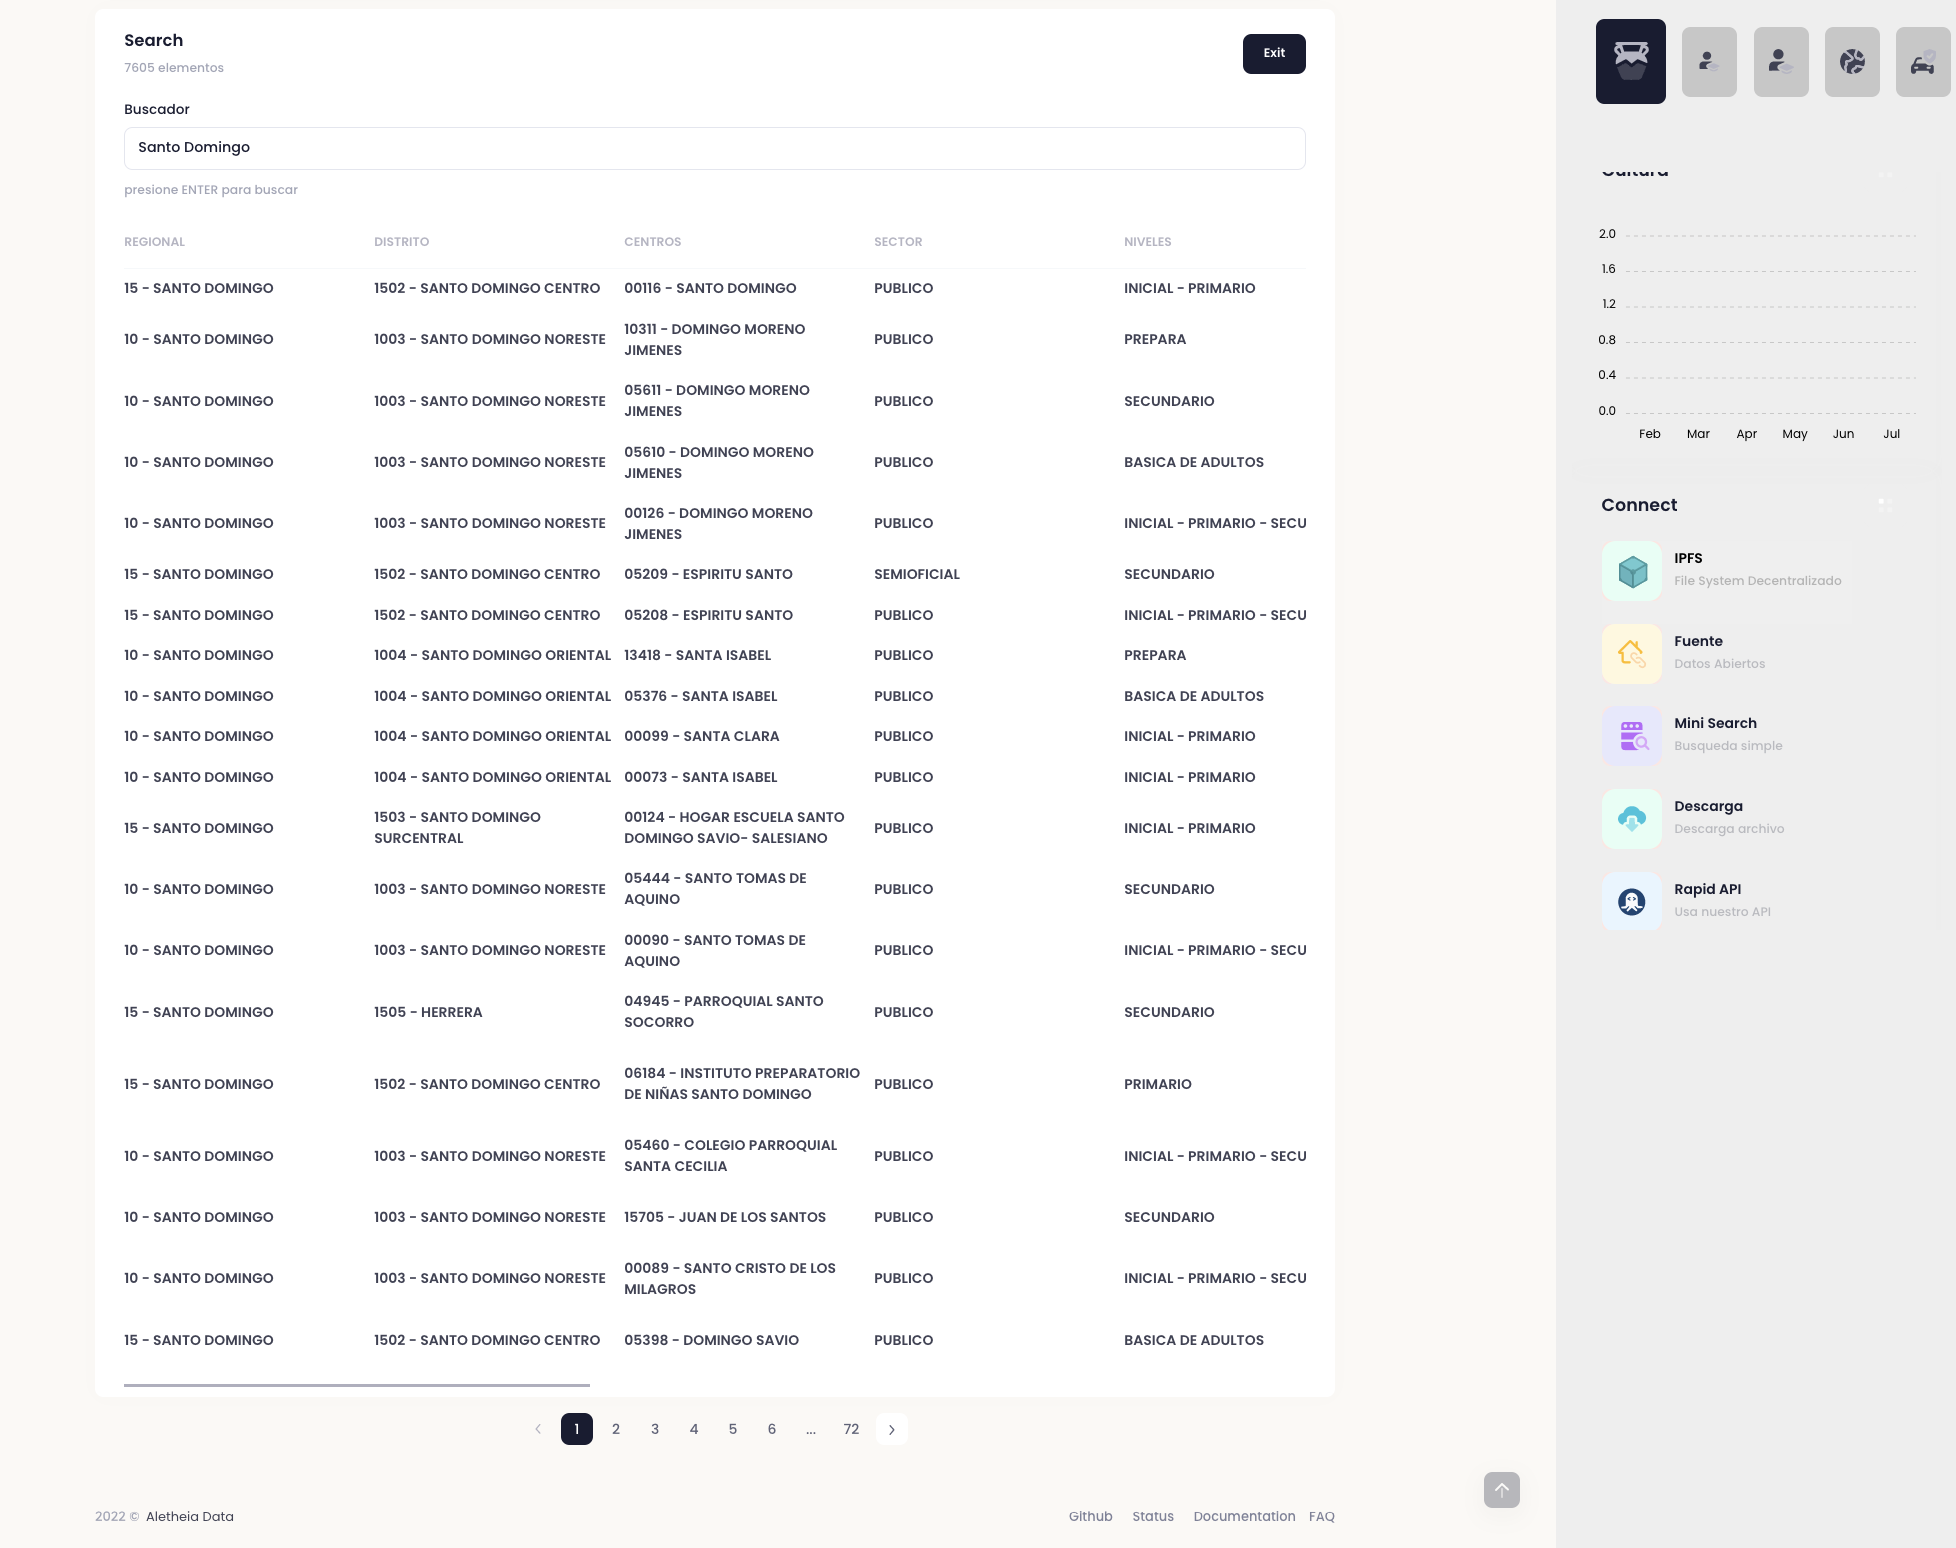 Search
7605 elementos
Exit
Buscador
Santo Domingo
presione ENTER para buscar
REGIONAL DISTRITO CENTROS SECTOR NIVELES
15 - SANTO DOMINGO 1502 - SANTO DOMINGO CENTRO 00116 - SANTO DOMINGO PUBLICO INICIAL - PRIMARIO
10 - SANTO DOMINGO 1003 - SANTO DOMINGO NORESTE 10311 - DOMINGO MORENO
JIMENES PUBLICO PREPARA
10 - SANTO DOMINGO 1003 - SANTO DOMINGO NORESTE 05611 - DOMINGO MORENO
JIMENES PUBLICO SECUNDARIO
10 - SANTO DOMINGO 1003 - SANTO DOMINGO NORESTE 05610 - DOMINGO MORENO
JIMENES PUBLICO BASICA DE ADULTOS
10 - SANTO DOMINGO 1003 - SANTO DOMINGO NORESTE 00126 - DOMINGO MORENO
JIMENES PUBLICO INICIAL - PRIMARIO - SECU
15 - SANTO DOMINGO 1502 - SANTO DOMINGO CENTRO 05209 - ESPIRITU SANTO SEMIOFICIAL SECUNDARIO
15 - SANTO DOMINGO 1502 - SANTO DOMINGO CENTRO 05208 - ESPIRITU SANTO PUBLICO INICIAL - PRIMARIO - SECU
10 - SANTO DOMINGO 1004 - SANTO DOMINGO ORIENTAL 13418 - SANTA ISABEL PUBLICO PREPARA
10 - SANTO DOMINGO 1004 - SANTO DOMINGO ORIENTAL 05376 - SANTA ISABEL PUBLICO BASICA DE ADULTOS
10 - SANTO DOMINGO 1004 - SANTO DOMINGO ORIENTAL 00099 - SANTA CLARA PUBLICO INICIAL - PRIMARIO
10 - SANTO DOMINGO 1004 - SANTO DOMINGO ORIENTAL 00073 - SANTA ISABEL PUBLICO INICIAL - PRIMARIO
15 - SANTO DOMINGO 1503 - SANTO DOMINGO
SURCENTRAL 00124 - HOGAR ESCUELA SANTO
DOMINGO SAVIO- SALESIANO PUBLICO INICIAL - PRIMARIO
10 - SANTO DOMINGO 1003 - SANTO DOMINGO NORESTE 05444 - SANTO TOMAS DE
AQUINO PUBLICO SECUNDARIO
10 - SANTO DOMINGO 1003 - SANTO DOMINGO NORESTE 00090 - SANTO TOMAS DE
AQUINO PUBLICO INICIAL - PRIMARIO - SECU
15 - SANTO DOMINGO 1505 - HERRERA 04945 - PARROQUIAL SANTO
SOCORRO PUBLICO SECUNDARIO
15 - SANTO DOMINGO 1502 - SANTO DOMINGO CENTRO 06184 - INSTITUTO PREPARATORIO
DE NIÑAS SANTO DOMINGO PUBLICO PRIMARIO
10 - SANTO DOMINGO 1003 - SANTO DOMINGO NORESTE 05460 - COLEGIO PARROQUIAL
SANTA CECILIA PUBLICO INICIAL - PRIMARIO - SECU
10 - SANTO DOMINGO 1003 - SANTO DOMINGO NORESTE 15705 - JUAN DE LOS SANTOS PUBLICO SECUNDARIO
10 - SANTO DOMINGO 1003 - SANTO DOMINGO NORESTE 00089 - SANTO CRISTO DE LOS
MILAGROS PUBLICO INICIAL - PRIMARIO - SECU
15 - SANTO DOMINGO 1502 - SANTO DOMINGO CENTRO 05398 - DOMINGO SAVIO PUBLICO BASICA DE ADULTOS
1 2 3 4 5 6 ... 72
2022 © Aletheia Data
Github Status Documentation FAQ
Cultura
2.0
1.6
1.2
0.8
0.4
0.0
Feb Mar Apr May Jun Jul
Connect
IPFS
File System Decentralizado
Fuente
Datos Abiertos
Mini Search
Busqueda simple
Descarga
Descarga archivo
Rapid API
Usa nuestro API